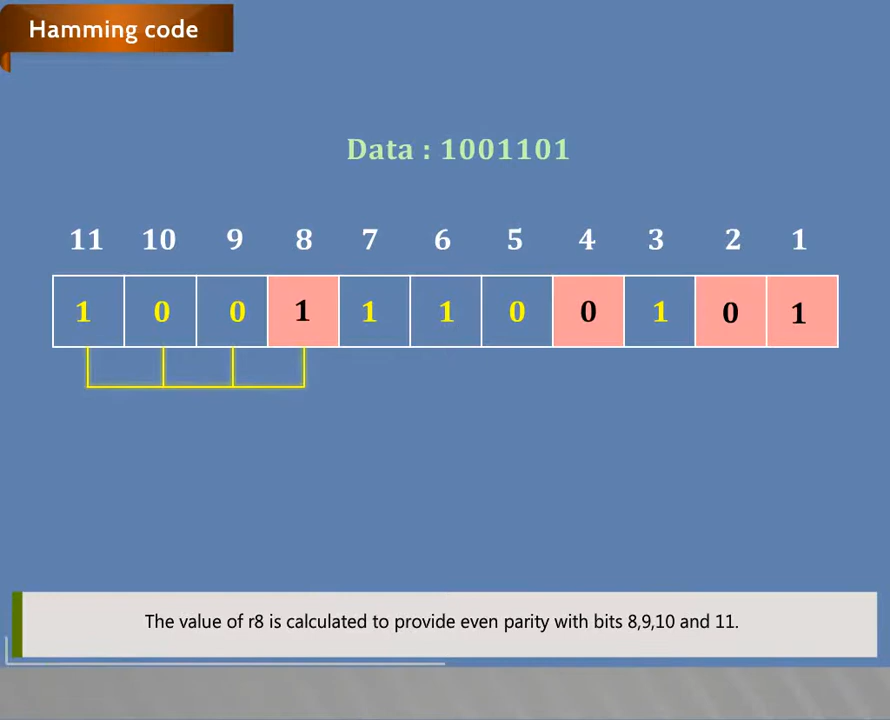 Hamming code
Data : 1001101
11 10 9 8 7 6 5 4 3 2 1
1 0 0 1 1 1 0 0 1 0 1
The value of r8 is calculated to provide even parity with bits 8,9,10 and 11.